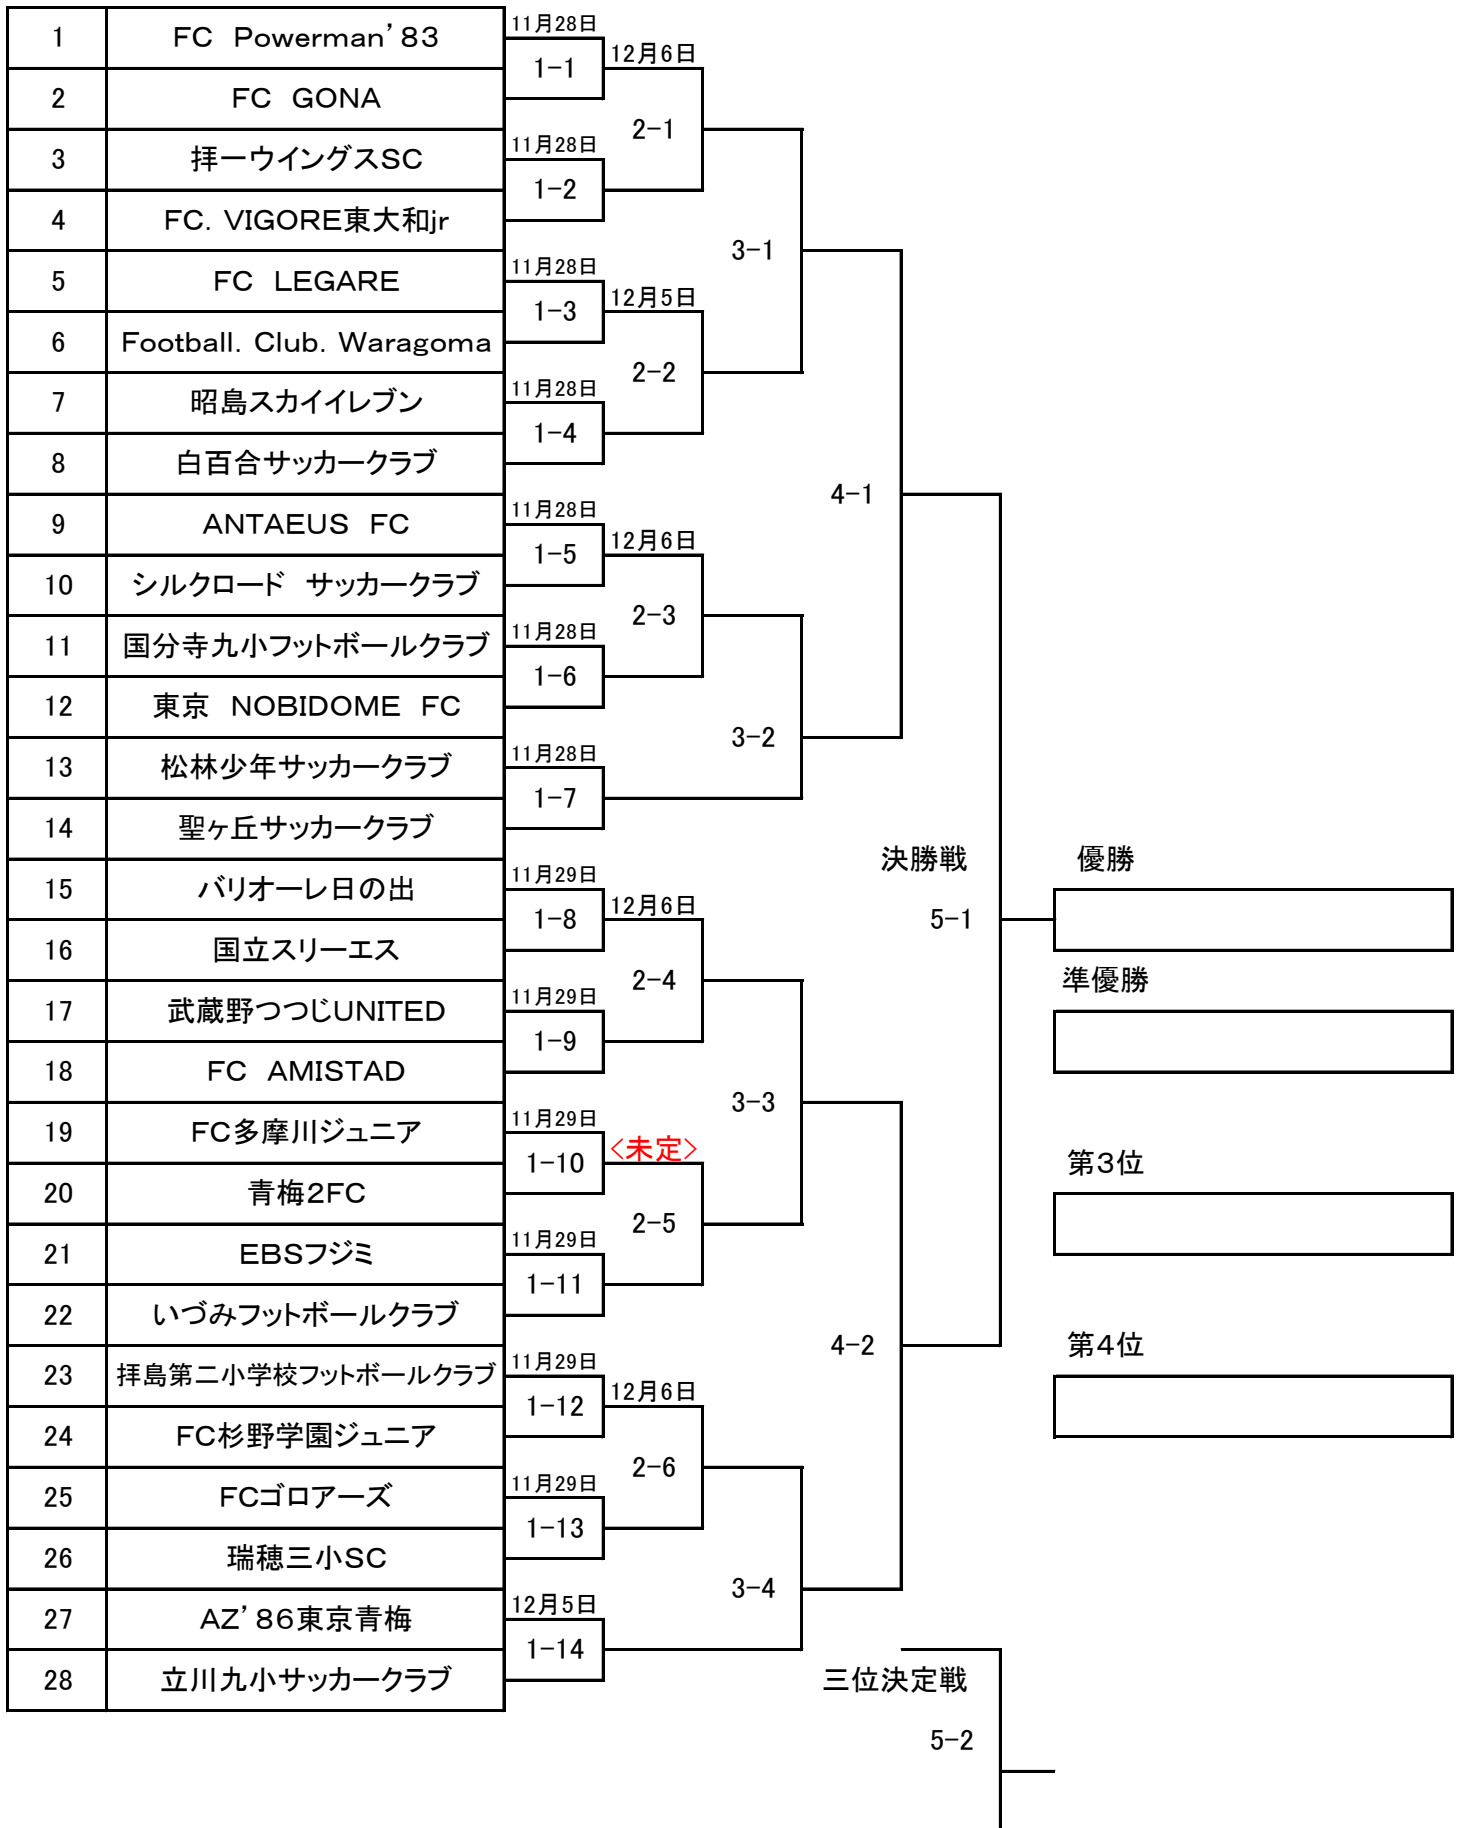 11月28日
1 FC Powerman’83
12月6日
1-1
2 FC GONA
2-1
11月28日
3 拝一ウイングスSC
1-2
4 FC．VIGORE東大和jr
3-1
11月28日
5 FC LEGARE
12月5日
1-3
6 Football．Club．Waragoma
2-2
11月28日
7 昭島スカイイレブン
1-4
8 白百合サッカークラブ
4-1
11月28日
9 ANTAEUS FC
12月6日
1-5
10 シルクロード サッカークラブ
2-3
11月28日
11 国分寺九小フットボールクラブ
1-6
12 東京 NOBIDOME FC
3-2
11月28日
13 松林少年サッカークラブ
1-7
14 聖ヶ丘サッカークラブ
決勝戦 優勝
11月29日
15 バリオーレ日の出
12月6日
1-8 5-1
16 国立スリーエス
2-4 準優勝
11月29日
17 武蔵野つつじUNITED
1-9
18 FC AMISTAD
3-3
11月29日
19 FC多摩川ジュニア
<未定>
1-10 第3位
20 青梅2FC
2-5
11月29日
21 EBSフジミ
1-11
22 いづみフットボールクラブ
4-2 第4位
11月29日
23 拝島第二小学校フットボールクラブ
12月6日
1-12
24 FC杉野学園ジュニア
2-6
11月29日
25 FCゴロアーズ
1-13
26 瑞穂三小SC
3-4
12月5日
27 AZ’86東京青梅
1-14
28 立川九小サッカークラブ
三位決定戦
5-2